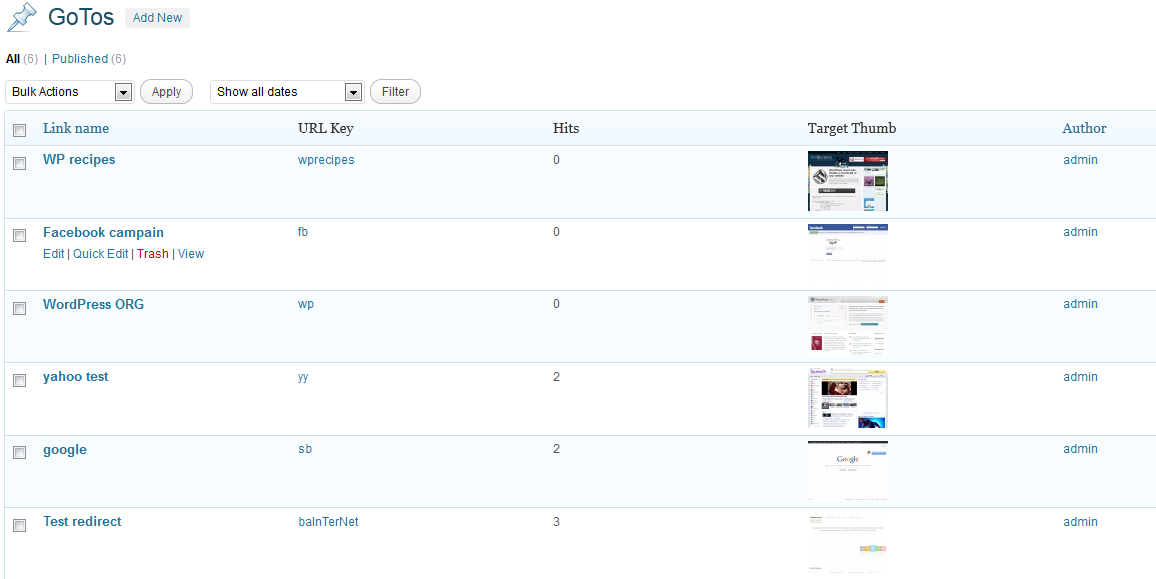 GoTos Add New
All (6) | Published (6)
Bulk Actions Apply Show all dates Filter
Link name URL Key Hits Target Thumb Author
WP recipes wprecipes 0 admin
Facebook campain fb 0 admin
facebook
Edit | Quick Edit | Trash | View
WordPress ORG wp 0 admin
yahoo test yy 2 admin
google sb 2 admin
Google
Test redirect baInTerNet 3 admin